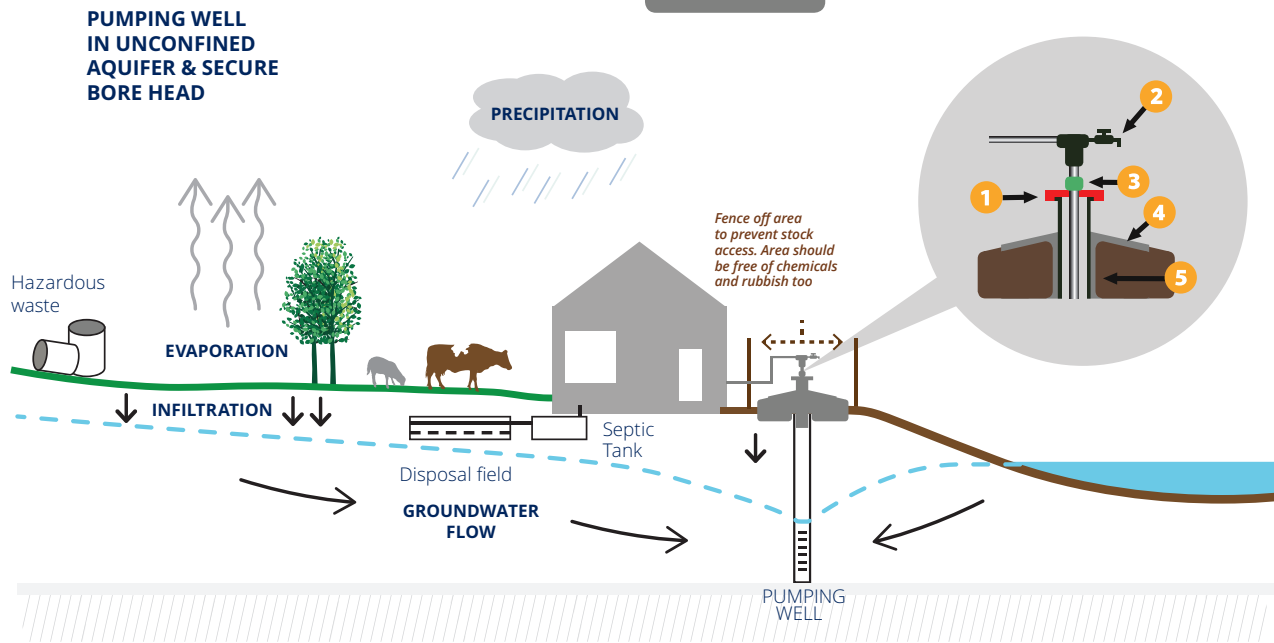 PUMPING WELL
IN UNCONFINED
AQUIFER & SECURE
BORE HEAD
PRECIPITATION
2
3
1
4
5
Fence off area
to prevent stock
access. Area should
be free of chemicals
and rubbish too
Hazardous
waste
EVAPORATION
INFILTRATION
Septic
Tank
Disposal field
GROUNDWATER
FLOW
PUMPING
WELL